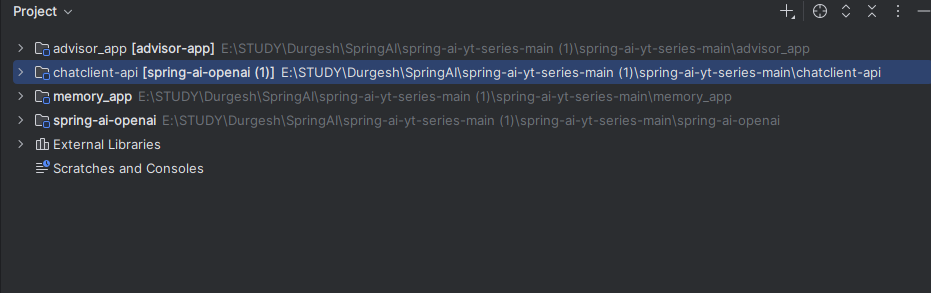 Project
advisor_app [advisor-app] E:\STUDY\Durgesh\SpringAI\spring-ai-yt-series-main (1)\spring-ai-yt-series-main\advisor_app
chatclient-api [spring-ai-openai (1)] E:\STUDY\Durgesh\SpringAI\spring-ai-yt-series-main (1)\spring-ai-yt-series-main\chatclient-api
memory_app E:\STUDY\Durgesh\SpringAI\spring-ai-yt-series-main (1)\spring-ai-yt-series-main\memory_app
spring-ai-openai E:\STUDY\Durgesh\SpringAI\spring-ai-yt-series-main (1)\spring-ai-yt-series-main\spring-ai-openai
External Libraries
Scratches and Consoles